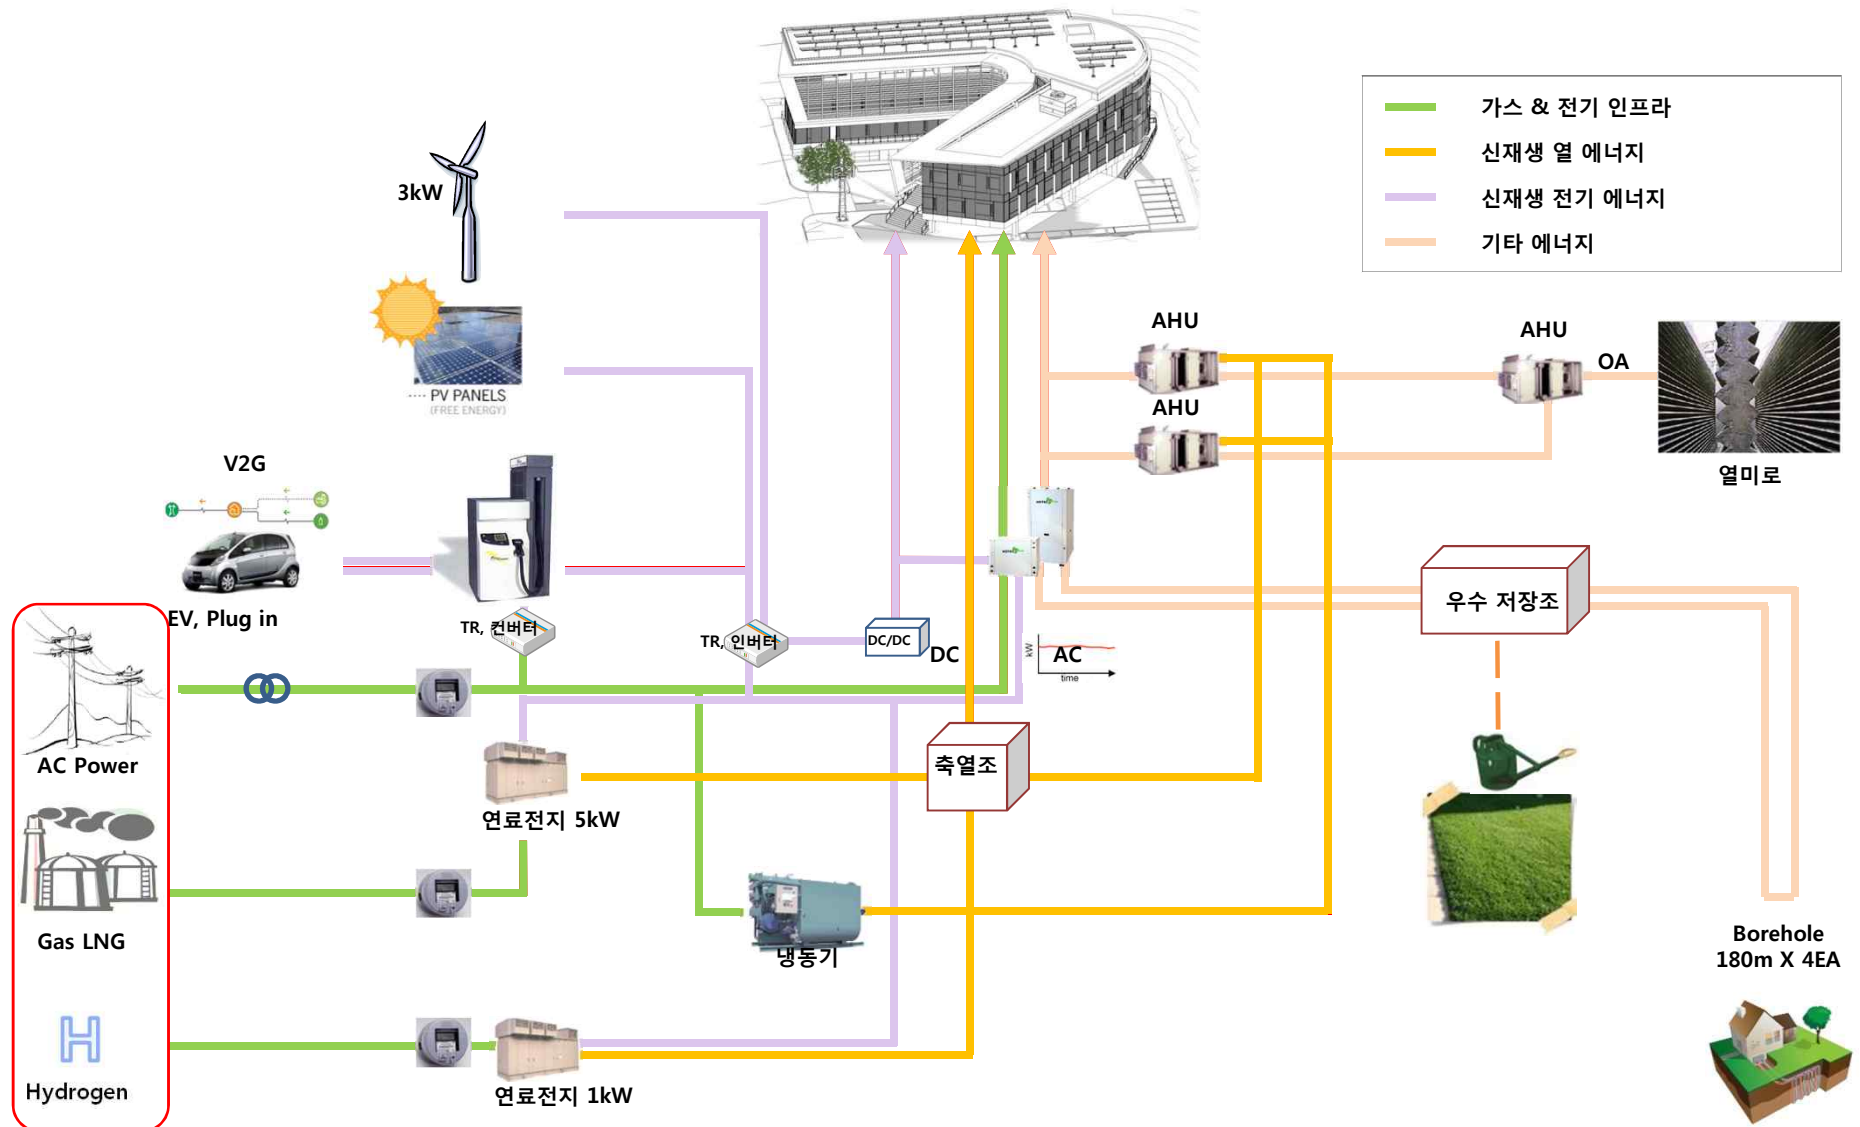 가스 & 전기 인프라
신재생 열 에너지
신재생 전기 에너지
기타 에너지
3kW
PV PANELS
(FREE ENERGY)
V2G
EV, Plug in
TR, 컨버터
TR, 인버터
DC/DC
DC
kW
AC
time
AHU
AHU
AHU
OA
열미로
우수 저장조
AC Power
연료전지 5kW
축열조
Gas LNG
냉동기
Borehole
180m X 4EA
Hydrogen
연료전지 1kW